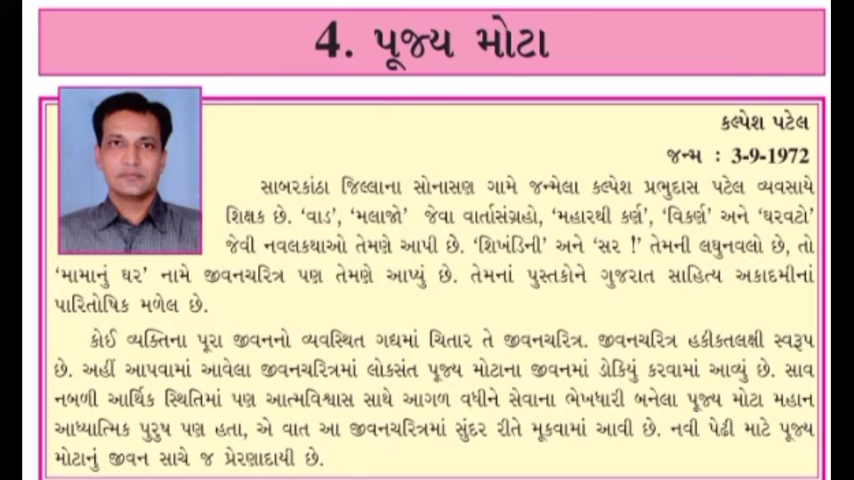 4. પૂજ્ય મોટા
કલ્પેશ પટેલ
જન્મ : 3-9-1972
સાબરકાંઠા જિલ્લાના સોનાસણ ગામે જન્મેલા કલ્પેશ પ્રભુદાસ પટેલ વ્યવસાયે
શિક્ષક છે. ‘વાડ’, ‘મલાજો’ જેવા વાર્તાસંગ્રહો, ‘મહારથી કર્ણ’, ‘વિકર્ણ’ અને ‘ઘરવટો’
જેવી નવલકથાઓ તેમણે આપી છે. ‘શિખંડિની’ અને ‘સર !’ તેમની લઘુનવલો છે, તો
‘મામાનું ઘર’ નામે જીવનચરિત્ર પણ તેમણે આપ્યું છે. તેમનાં પુસ્તકોને ગુજરાત સાહિત્ય અકાદમીનાં
પારિતોષિક મળેલ છે.
કોઈ વ્યક્તિના પૂરા જીવનનો વ્યવસ્થિત ગદ્યમાં ચિતાર તે જીવનચરિત્ર. જીવનચરિત્ર હકીકતલક્ષી સ્વરૂપ
છે. અહીં આપવામાં આવેલા જીવનચરિત્રમાં લોકસંત પૂજ્ય મોટાના જીવનમાં ડોકિયું કરવામાં આવ્યું છે. સાવ
નબળી આર્થિક સ્થિતિમાં પણ આત્મવિશ્વાસ સાથે આગળ વધીને સેવાના ભેખધારી બનેલા પૂજ્ય મોટા મહાન
આધ્યાત્મિક પુરુષ પણ હતા, એ વાત આ જીવનચરિત્રમાં સુંદર રીતે મૂકવામાં આવી છે. નવી પેઢી માટે પૂજ્ય
મોટાનું જીવન સાચે જ પ્રેરણાદાયી છે.